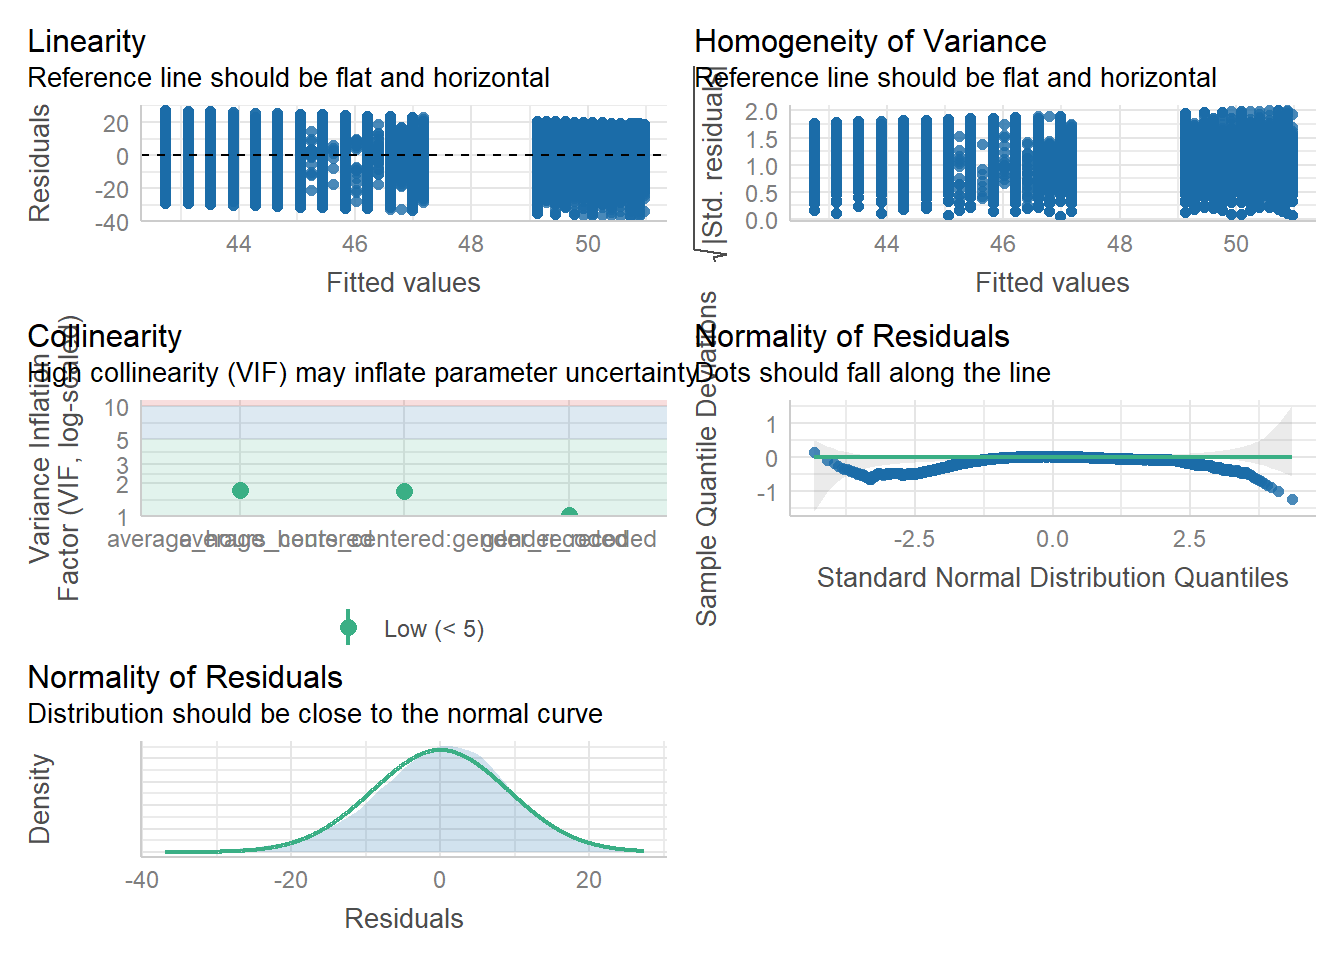 Linearity
Reference line should be flat and horizontal
Residuals
20
0
-20
-40
44
46
48
50
Fitted values
Homogeneity of Variance
Reference line should be flat and horizontal
√|Std. residuals|
2.0
1.5
1.0
0.5
0.0
44
46
48
50
Fitted values
Collinearity
High collinearity (VIF) may inflate parameter uncertainty
Variance Inflation
Factor (VIF, log-scaled)
10
5
3
2
1
average_hours_centered
average_hours_centered:gender_recoded
gender_recoded
Low (< 5)
Normality of Residuals
Dots should fall along the line
Sample Quantile Deviations
1
0
-1
-2.5
0.0
2.5
Standard Normal Distribution Quantiles
Normality of Residuals
Distribution should be close to the normal curve
Density
-40
-20
0
20
Residuals